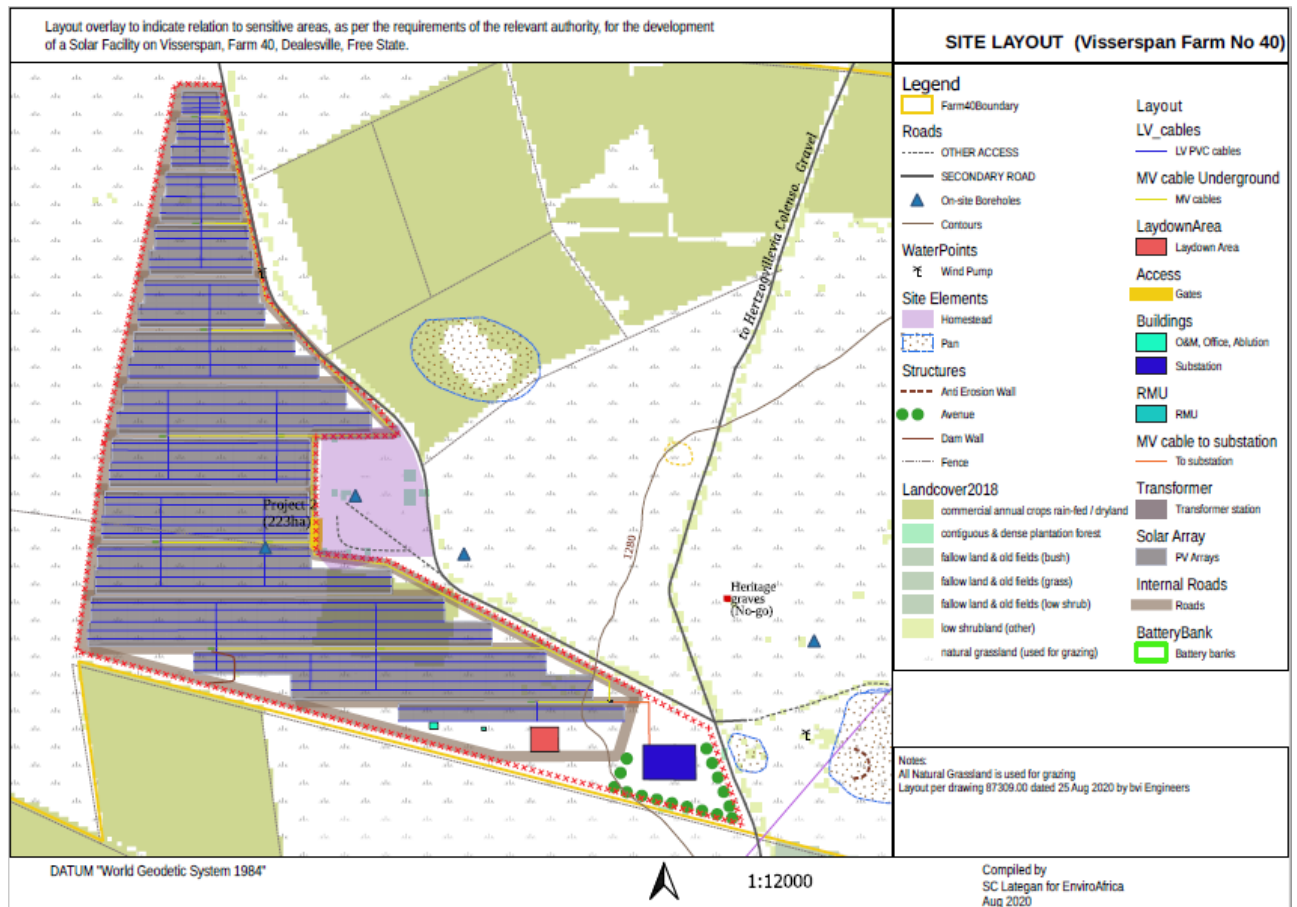 Layout overlay to indicate relation to sensitive areas, as per the requirements of the relevant authority, for the development
of a Solar Facility on Visserspan, Farm 40, Dealesville, Free State.
SITE LAYOUT (Visserspan Farm No 40)
to Hertzogvillevia Colenso, Gravel
Project 2
(223ha)
1280
Heritage
graves
(No-go)
Legend
Farm40Boundary
Roads
OTHER ACCESS
SECONDARY ROAD
On-site Boreholes
Contours
WaterPoints
Wind Pump
Site Elements
Homestead
Pan
Structures
Anti Erosion Wall
Avenue
Dam Wall
Fence
Landcover2018
commercial annual crops rain-fed / dryland
contiguous & dense plantation forest
fallow land & old fields (bush)
fallow land & old fields (grass)
fallow land & old fields (low shrub)
low shrubland (other)
natural grassland (used for grazing)
Layout
LV_cables
LV PVC cables
MV cable Underground
MV cables
LaydownArea
Laydown Area
Access
Gates
Buildings
O&M, Office, Ablution
Substation
RMU
RMU
MV cable to substation
To substation
Transformer
Transformer station
Solar Array
PV Arrays
Internal Roads
Roads
BatteryBank
Battery banks
Notes:
All Natural Grassland is used for grazing
Layout per drawing 87309.00 dated 25 Aug 2020 by bvi Engineers
DATUM "World Geodetic System 1984"
1:12000
Compiled by
SC Lategan for EnviroAfrica
Aug 2020